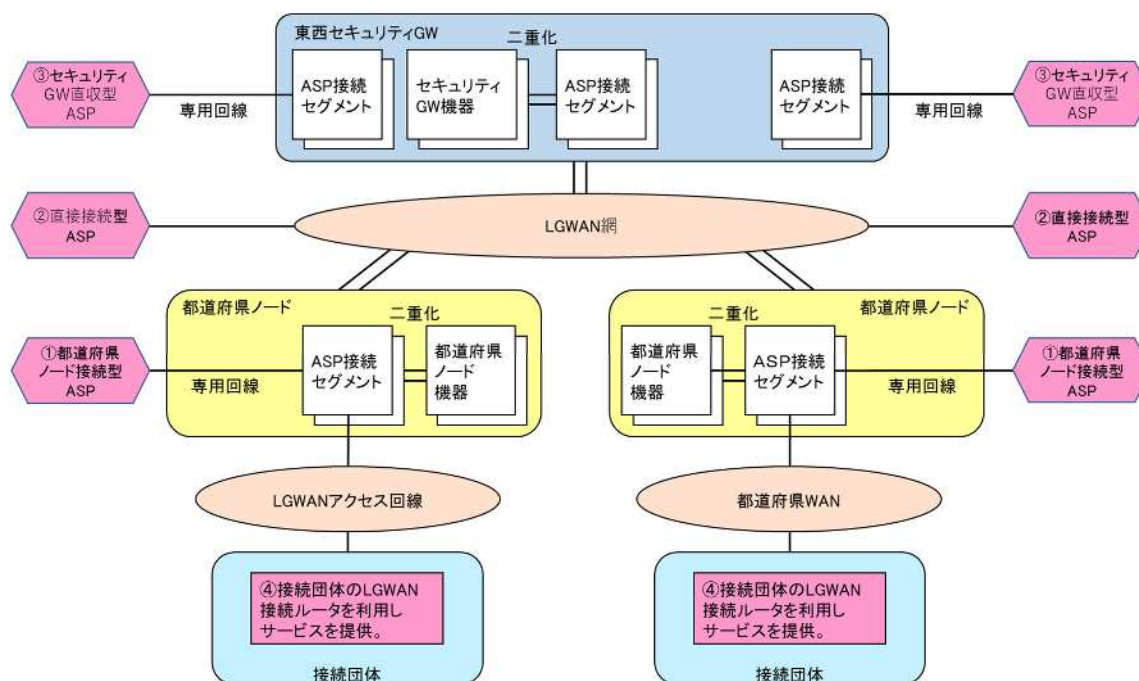 東西セキュリティGW
二重化
③セキュリティ
GW直収型
ASP
専用回線
ASP接続
セグメント
セキュリティ
GW機器
ASP接続
セグメント
ASP接続
セグメント
専用回線
③セキュリティ
GW直収型
ASP
②直接接続型
ASP
LGWAN網
②直接接続型
ASP
都道府県ノード
二重化
①都道府県
ノード接続型
ASP
専用回線
ASP接続
セグメント
都道府県
ノード
機器
都道府県ノード
二重化
都道府県
ノード
機器
ASP接続
セグメント
専用回線
①都道府県
ノード接続型
ASP
LGWANアクセス回線
都道府県WAN
④接続団体のLGWAN
接続ルータを利用し
サービスを提供。
接続団体
④接続団体のLGWAN
接続ルータを利用し
サービスを提供。
接続団体